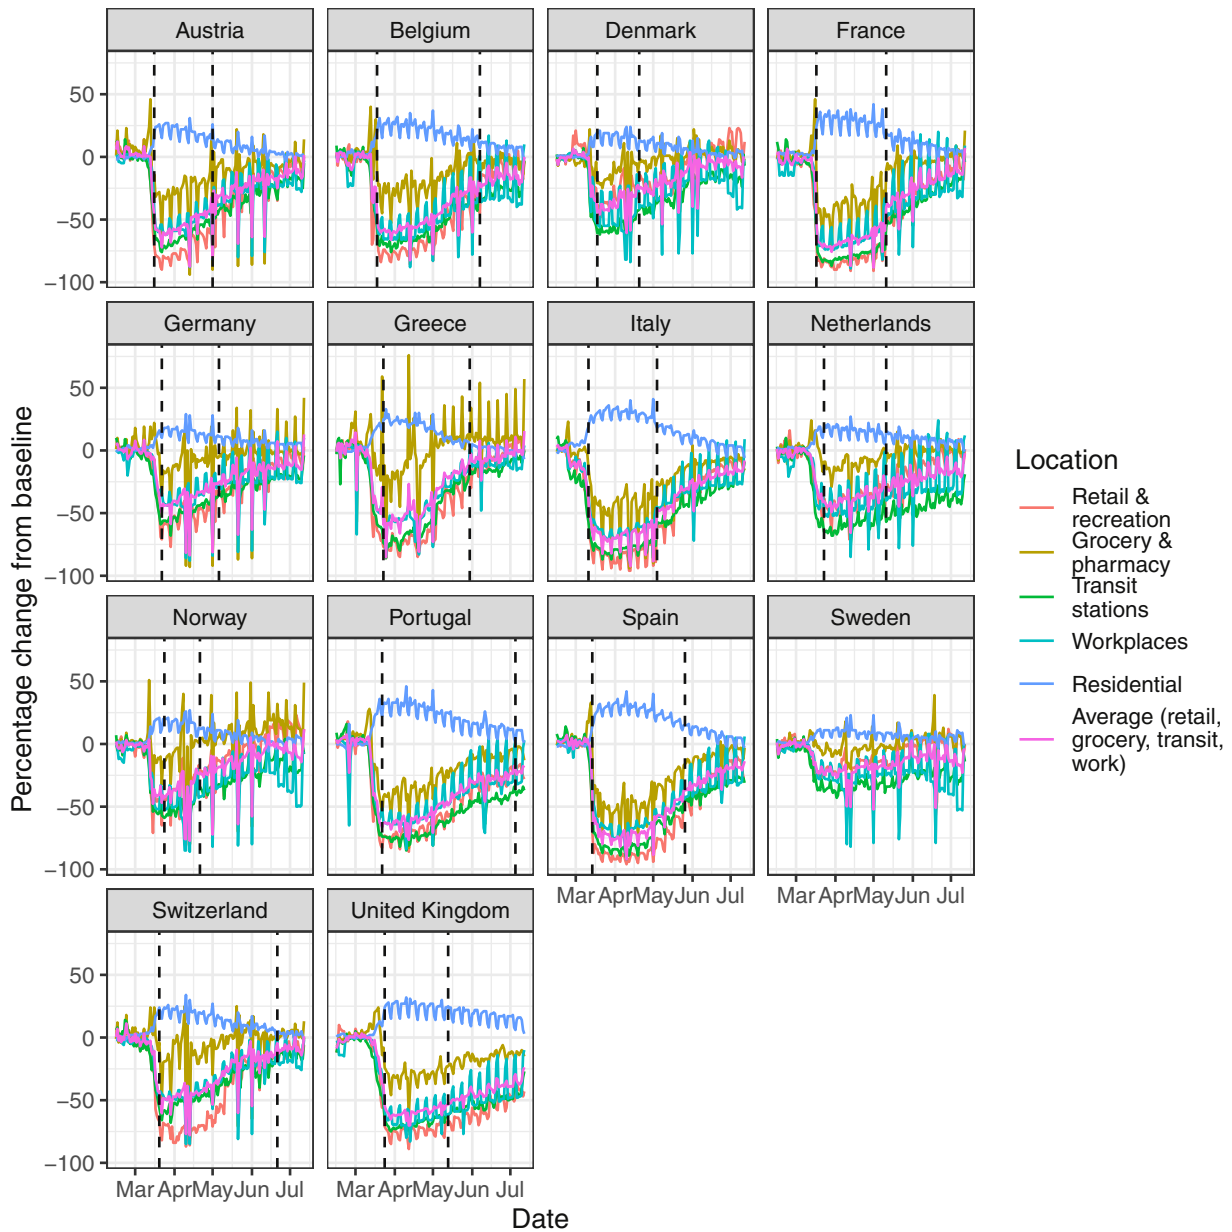 Austria
Belgium
Denmark
France
50
0
−50
−100
Germany
Greece
Italy
Netherlands
50
0
−50
−100
Norway
Portugal
Spain
Sweden
50
0
−50
−100
Mar Apr May Jun Jul
Mar Apr May Jun Jul
Switzerland
United Kingdom
50
0
−50
−100
Mar Apr May Jun Jul
Mar Apr May Jun Jul
Date
Percentage change from baseline
Location
Retail &
recreation
Grocery &
pharmacy
Transit
stations
Workplaces
Residential
Average (retail,
grocery, transit,
work)